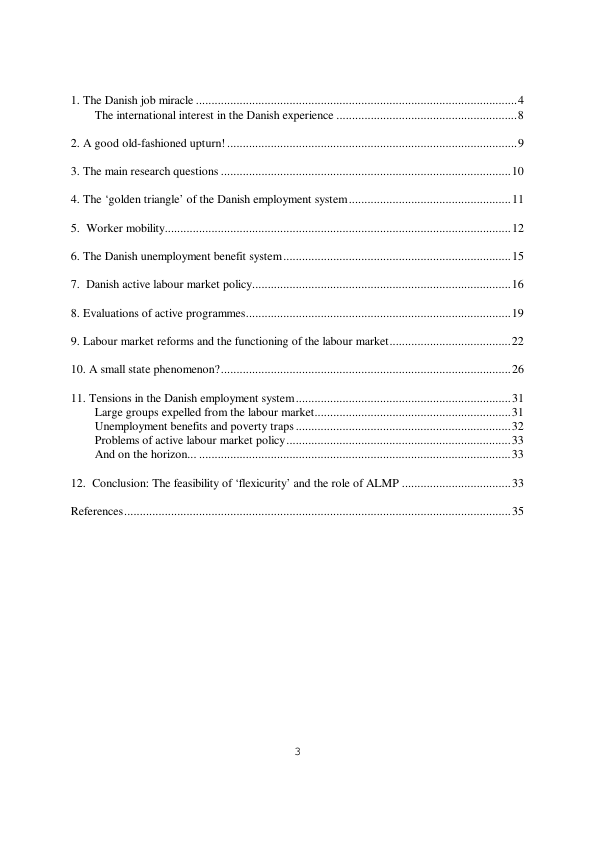 1. The Danish job miracle ....................................................................................................4
The international interest in the Danish experience .........................................................8
2. A good old-fashioned upturn! ...........................................................................................9
3. The main research questions ............................................................................................10
4. The ‘golden triangle’ of the Danish employment system....................................................11
5.  Worker mobility..............................................................................................................12
6. The Danish unemployment benefit system.........................................................................15
7.  Danish active labour market policy..................................................................................16
8. Evaluations of active programmes.....................................................................................19
9. Labour market reforms and the functioning of the labour market.......................................22
10. A small state phenomenon?.............................................................................................26
11. Tensions in the Danish employment system.....................................................................31
Large groups expelled from the labour market...............................................................31
Unemployment benefits and poverty traps .....................................................................32
Problems of active labour market policy........................................................................33
And on the horizon... ....................................................................................................33
12.  Conclusion: The feasibility of ‘flexicurity’ and the role of ALMP ...................................33
References............................................................................................................................35
3